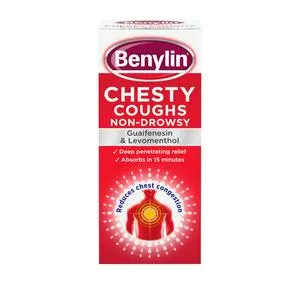 Benylin®
CHESTY
COUGHS
NON-DROWSY
Guaifenesin
& Levomenthol
✓ Deep penetrating relief
✓ Absorbs in 15 minutes
Reduces chest congestion